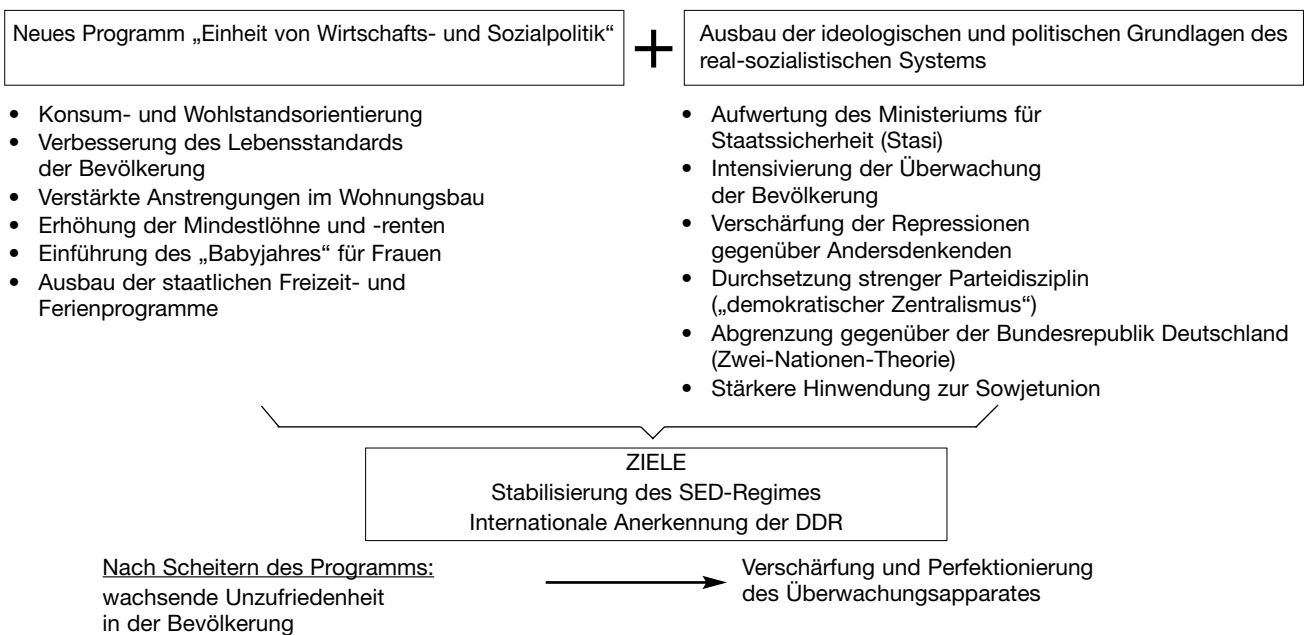 Neues Programm „Einheit von Wirtschafts- und Sozialpolitik“
+
Ausbau der ideologischen und politischen Grundlagen des
real-sozialistischen Systems
• Konsum- und Wohlstandsorientierung
• Verbesserung des Lebensstandards
der Bevölkerung
• Verstärkte Anstrengungen im Wohnungsbau
• Erhöhung der Mindestlöhne und -renten
• Einführung des „Babyjahres“ für Frauen
• Ausbau der staatlichen Freizeit- und
Ferienprogramme
• Aufwertung des Ministeriums für
Staatssicherheit (Stasi)
• Intensivierung der Überwachung
der Bevölkerung
• Verschärfung der Repressionen
gegenüber Andersdenkenden
• Durchsetzung strenger Parteidisziplin
(„demokratischer Zentralismus“)
• Abgrenzung gegenüber der Bundesrepublik Deutschland
(Zwei-Nationen-Theorie)
• Stärkere Hinwendung zur Sowjetunion
ZIELE
Stabilisierung des SED-Regimes
Internationale Anerkennung der DDR
Nach Scheitern des Programms:
wachsende Unzufriedenheit
in der Bevölkerung
Verschärfung und Perfektionierung
des Überwachungsapparates